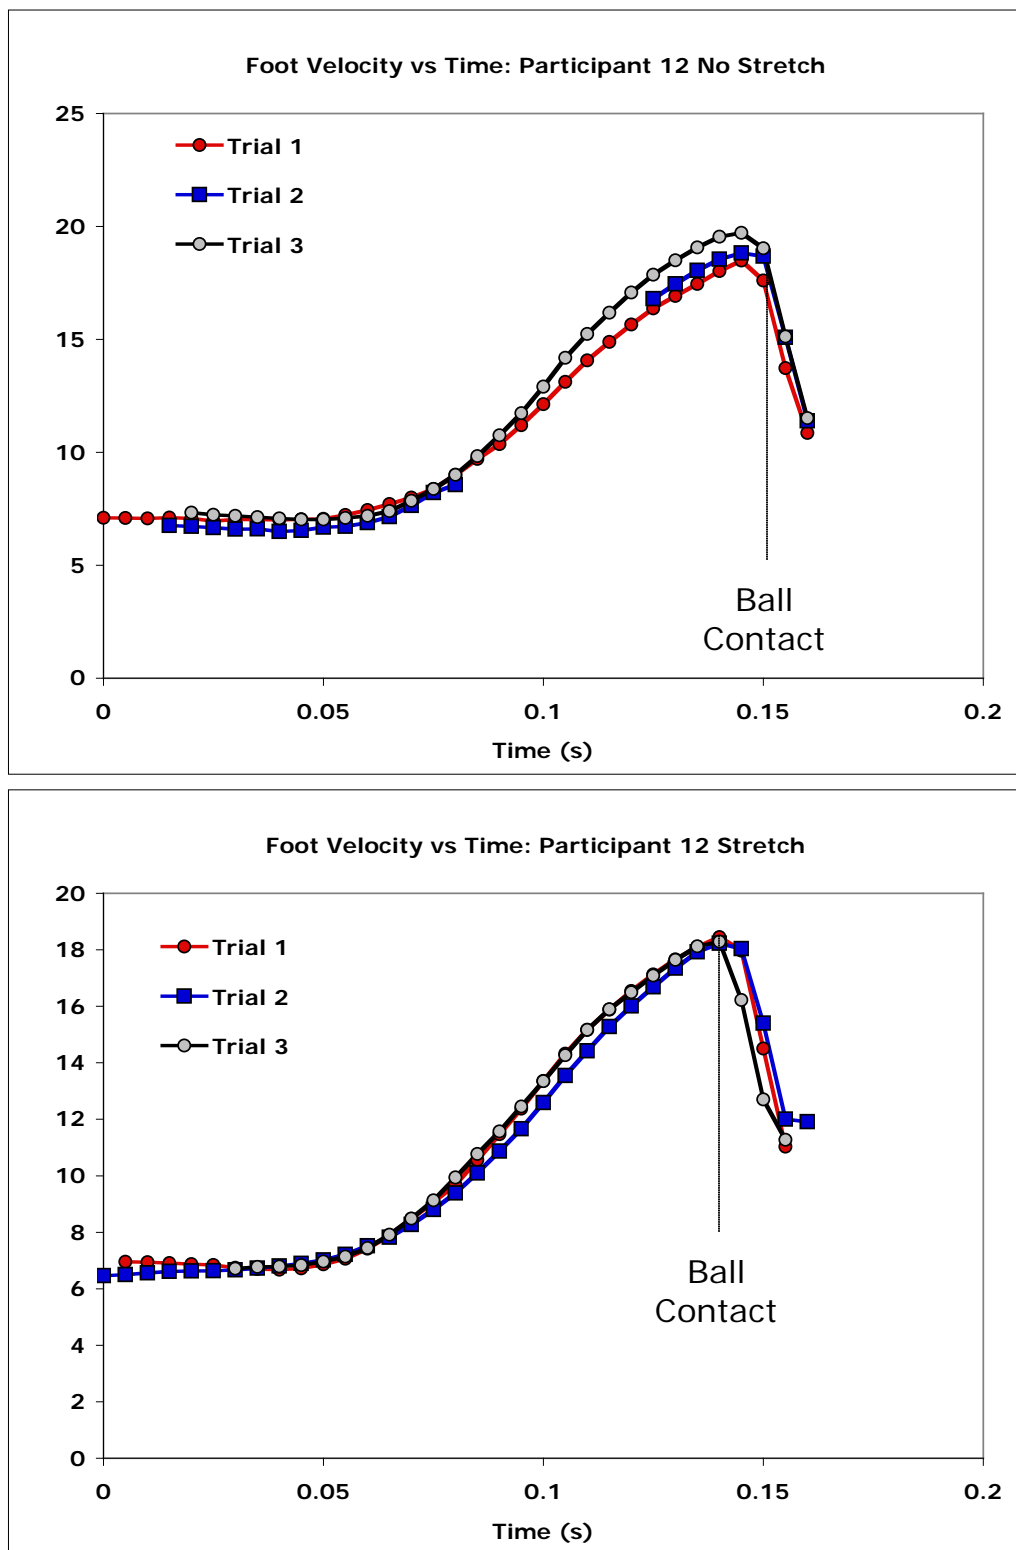 Foot Velocity vs Time: Participant 12 No Stretch
25
20
15
10
5
0
Trial 1
Trial 2
Trial 3
Ball
Contact
0 0.05 0.1 0.15 0.2
Time (s)
Foot Velocity vs Time: Participant 12 Stretch
20
18
16
14
12
10
8
6
4
2
0
Trial 1
Trial 2
Trial 3
Ball
Contact
0 0.05 0.1 0.15 0.2
Time (s)